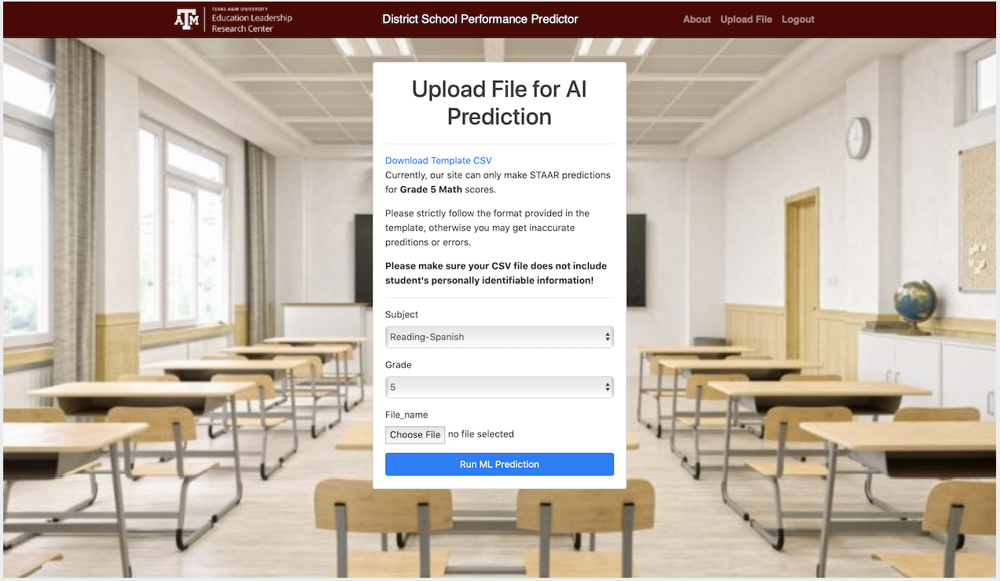 TEXAS A&M UNIVERSITY
Education Leadership
Research Center
ATM
District School Performance Predictor
About
Upload File
Logout
Upload File for AI
Prediction
Download Template CSV
Currently, our site can only make STAAR predictions
for Grade 5 Math scores.
Please strictly follow the format provided in the
template, otherwise you may get inaccurate
preditions or errors.
Please make sure your CSV file does not include
student's personally identifiable information!
Subject
Reading-Spanish
Grade
5
File_name
Choose File no file selected
Run ML Prediction